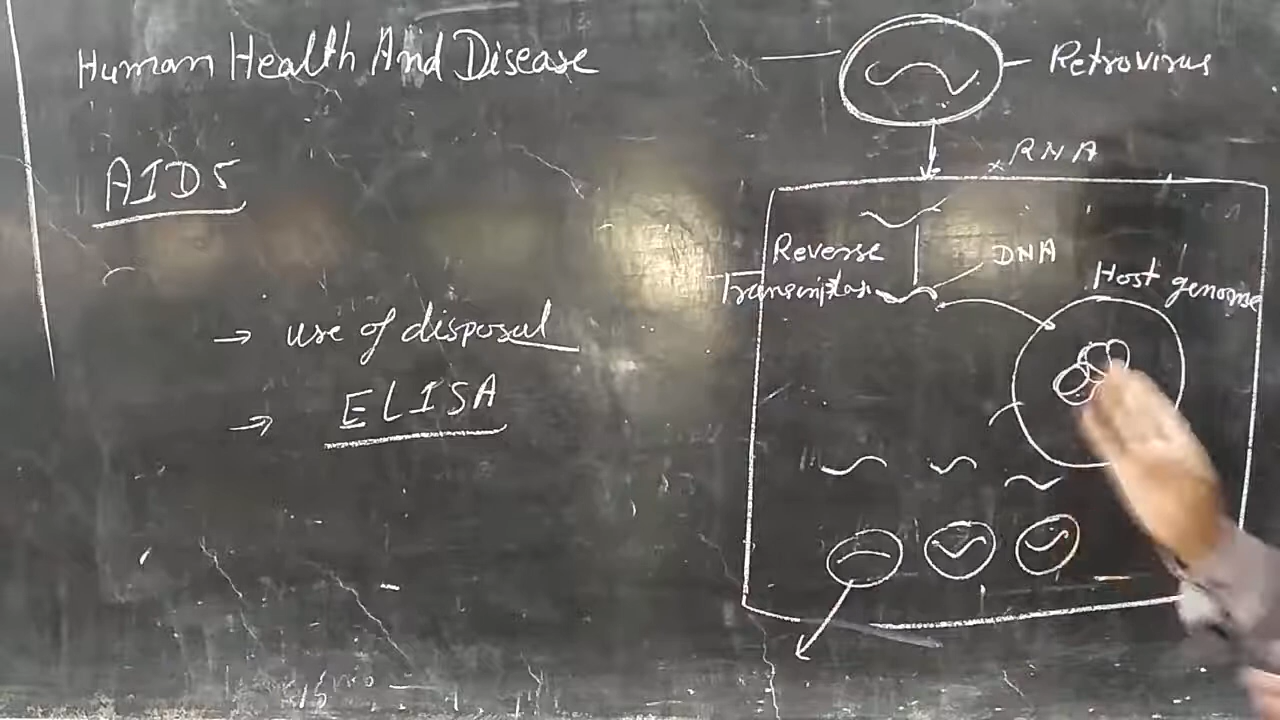 Human Health And Disease
AIDS
→ use of disposal
→ ELISA
Retrovirus
RNA
Reverse
DNA
Host genome